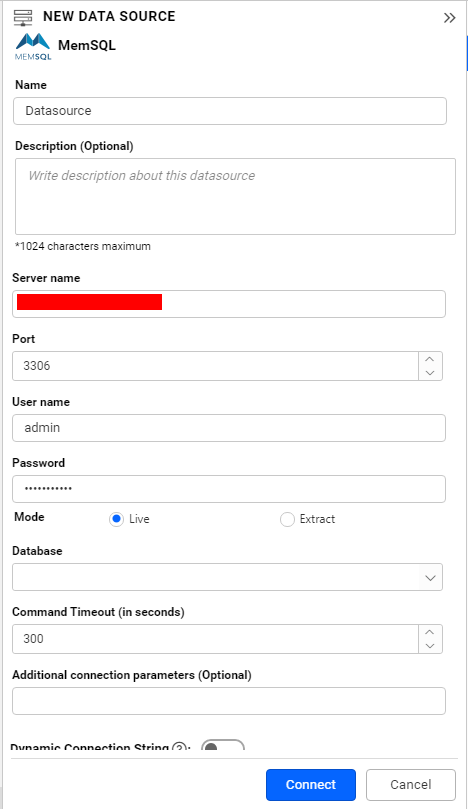 NEW DATA SOURCE
MEMSQL
MemSQL
Name
Datasource
Description (Optional)
Write description about this datasource
*1024 characters maximum
Server name
Port
3306
User name
admin
Password
•••••••••••
Mode
Live Extract
Database
Command Timeout (in seconds)
300
Additional connection parameters (Optional)
Dynamic Connection String ? :
Connect Cancel